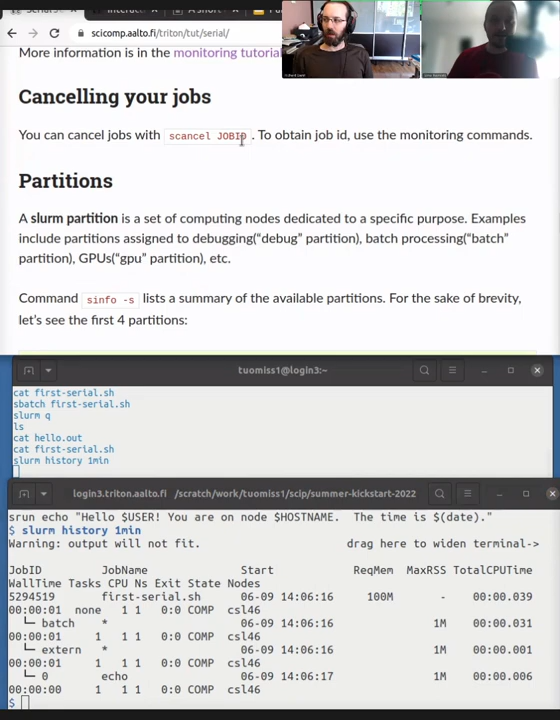 Serial
Interac
A short
scicomp.aalto.fi/triton/tut/serial/
More information is in the monitoring tutorial
Cancelling your jobs
You can cancel jobs with scancel JOBID . To obtain job id, use the monitoring commands.
Partitions
A slurm partition is a set of computing nodes dedicated to a specific purpose. Examples
include partitions assigned to debugging(“debug” partition), batch processing(“batch”
partition), GPUs(“gpu” partition), etc.
Command sinfo -s lists a summary of the available partitions. For the sake of brevity,
let’s see the first 4 partitions:
tuomiss1@login3:~
cat first-serial.sh
sbatch first-serial.sh
slurm q
ls
cat hello.out
cat first-serial.sh
slurm history 1min
login3.triton.aalto.fi /scratch/work/tuomiss1/scip/summer-kickstart-2022
srun echo "Hello $USER! You are on node $HOSTNAME.  The time is $(date)."
$ slurm history 1min
Warning: output will not fit. drag here to widen terminal->
JobID JobName Start ReqMem MaxRSS TotalCPUTime
WallTime Tasks CPU Ns Exit State Nodes
5294519 first-serial.sh 06-09 14:06:16 100M - 00:00.039
00:00:01 none 1 1 0:0 COMP csl46
└─ batch * 06-09 14:06:16 1M 00:00.031
00:00:01 1 1 1 0:0 COMP csl46
└─ extern * 06-09 14:06:16 1M 00:00.001
00:00:01 1 1 1 0:0 COMP csl46
└─ 0 echo 06-09 14:06:17 1M 00:00.006
00:00:00 1 1 1 0:0 COMP csl46
$